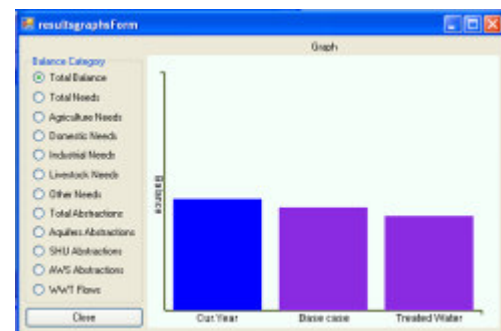 resultsgraphsForm
Graph
Balance Category
Total Balance
Total Needs
Agriculture Needs
Domestic Needs
Industrial Needs
Livestock Needs
Other Needs
Total Abstractions
Aquifers Abstractions
SHU Abstractions
AWS Abstractions
WWT Flows
Close
Balance
Cur.Year
Base case
Treated Water